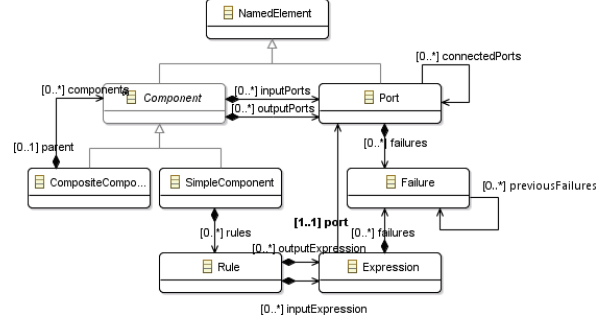 NamedElement
[0..*] connectedPorts
[0..*] components
Component
[0..*] inputPorts
[0..*] outputPorts
Port
[0..1] parent
[0..*] failures
CompositeCompo...
SimpleComponent
Failure
[0..*] previousFailures
[1..1] port
[0..*] rules
[0..*] failures
[0..*] outputExpression
Rule
Expression
[0..*] inputExpression